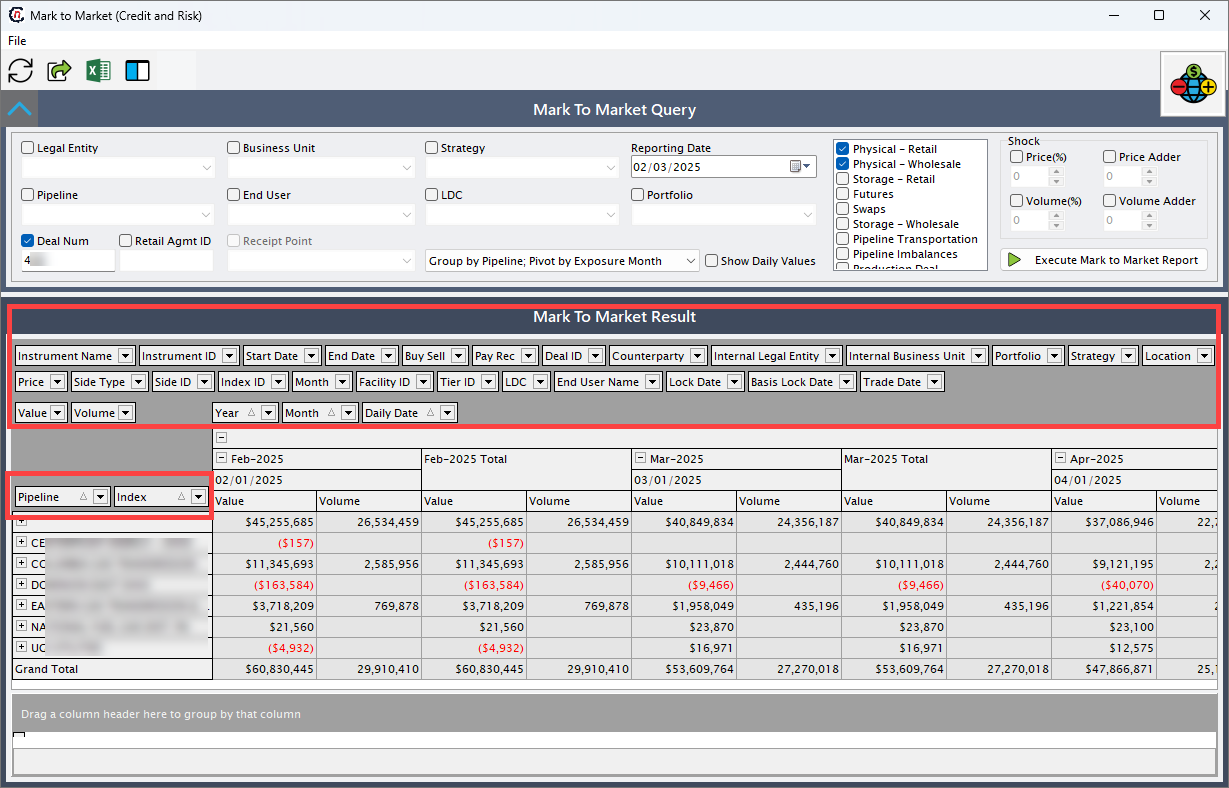 Mark to Market (Credit and Risk)
File
Mark To Market Query
Legal Entity Business Unit Strategy Reporting Date
02/03/2025
Pipeline End User LDC Portfolio
Deal Num Retail Agmt ID Receipt Point
4
Group by Pipeline; Pivot by Exposure Month Show Daily Values
Physical - Retail
Physical - Wholesale
Storage - Retail
Futures
Swaps
Storage - Wholesale
Pipeline Transportation
Pipeline Imbalances
Production Deal
Shock
Price(%) Price Adder
0 0
Volume(%) Volume Adder
0 0
Execute Mark to Market Report
Mark To Market Result
Instrument Name Instrument ID Start Date End Date Buy Sell Pay Rec Deal ID Counterparty Internal Legal Entity Internal Business Unit Portfolio Strategy Location
Price Side Type Side ID Index ID Month Facility ID Tier ID LDC End User Name Lock Date Basis Lock Date Trade Date
Value Volume Year Month Daily Date
Feb-2025 Feb-2025 Total Mar-2025 Mar-2025 Total Apr-2025
02/01/2025 03/01/2025 04/01/2025
Pipeline Index Value Volume Value Volume Value Volume Value Volume Value Volume
$45,255,685 26,534,459 $45,255,685 26,534,459 $40,849,834 24,356,187 $40,849,834 24,356,187 $37,086,946 22,
CE ($157) ($157)
CO $11,345,693 2,585,956 $11,345,693 2,585,956 $10,111,018 2,444,760 $10,111,018 2,444,760 $9,121,195 2,
DO ($163,584) ($163,584) ($9,466) ($9,466) ($40,070)
EA $3,718,209 769,878 $3,718,209 769,878 $1,958,049 435,196 $1,958,049 435,196 $1,221,854
NA $21,560 $21,560 $23,870 $23,870 $23,100
UG ($4,932) ($4,932) $16,971 $16,971 $12,575
Grand Total $60,830,445 29,910,410 $60,830,445 29,910,410 $53,609,764 27,270,018 $53,609,764 27,270,018 $47,866,871 25,
Drag a column header here to group by that column